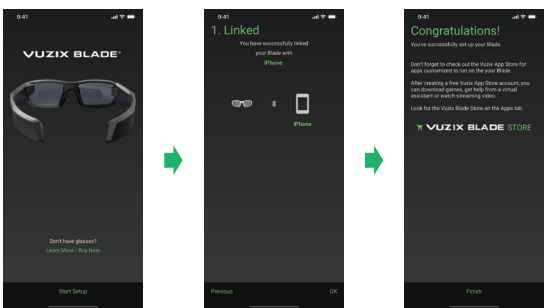 9:41
VUZIX BLADE®
Don't have glasses?
Learn More / Buy Now
Start Setup
9:41
1. Linked
You have successfully linked
your Blade with
iPhone
iPhone
Previous
OK
9:41
Congratulations!
You've successfully set up your Blade.
Don't forget to check out the Vuzix App Store for
apps customized to run on the your Blade.
After creating a free Vuzix App Store account, you
can download games, get help from a virtual
assistant or watch streaming video.
Look for the Vuzix Blade Store on the Apps tab.
VUZIX BLADE STORE
Finish